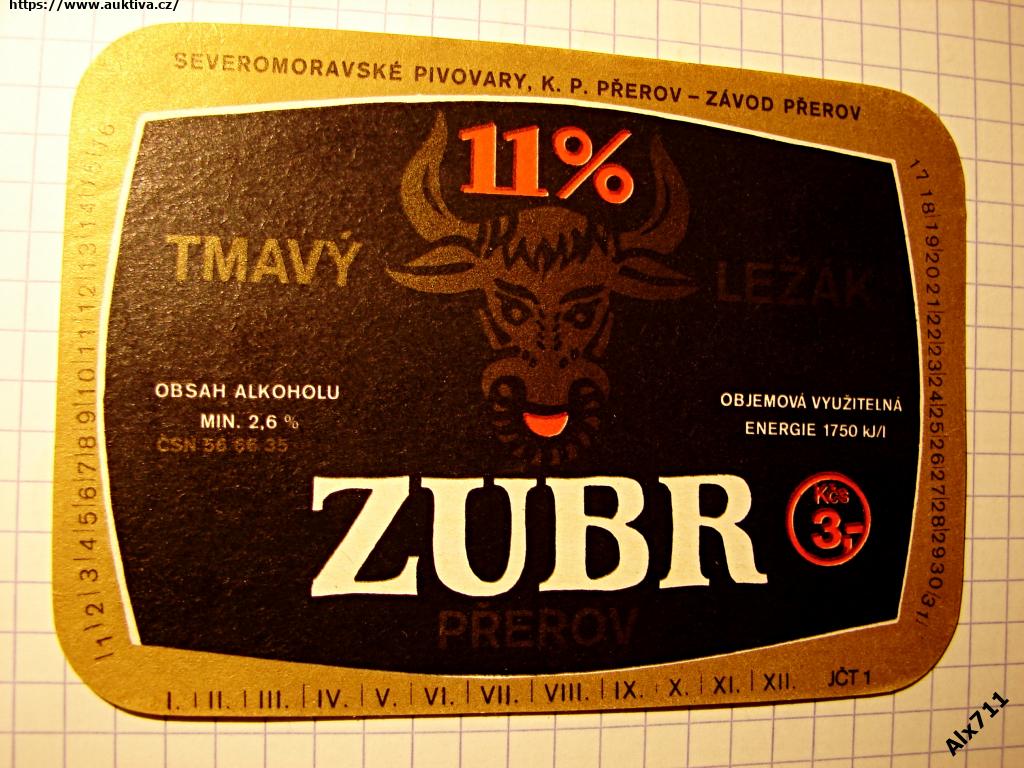 https://www.auktiva.cz/
SEVEROMORAVSKÉ PIVOVARY, K. P. PŘEROV – ZÁVOD PŘEROV
11%
TMAVÝ LEŽÁK
OBSAH ALKOHOLU
MIN. 2,6 %
ČSN 56 66 35
OBJEMOVÁ VYUŽITELNÁ
ENERGIE 1750 kJ/l
ZUBR
Kčs
3,-
PŘEROV
1|2|3|4|5|6|7|8|9|10|11|12|13|14|15|16
17|18|19|20|21|22|23|24|25|26|27|28|29|30|31
I. | II. | III. | IV. | V. | VI. | VII. | VIII. | IX. | X. | XI. | XII. JČT 1
Alx711